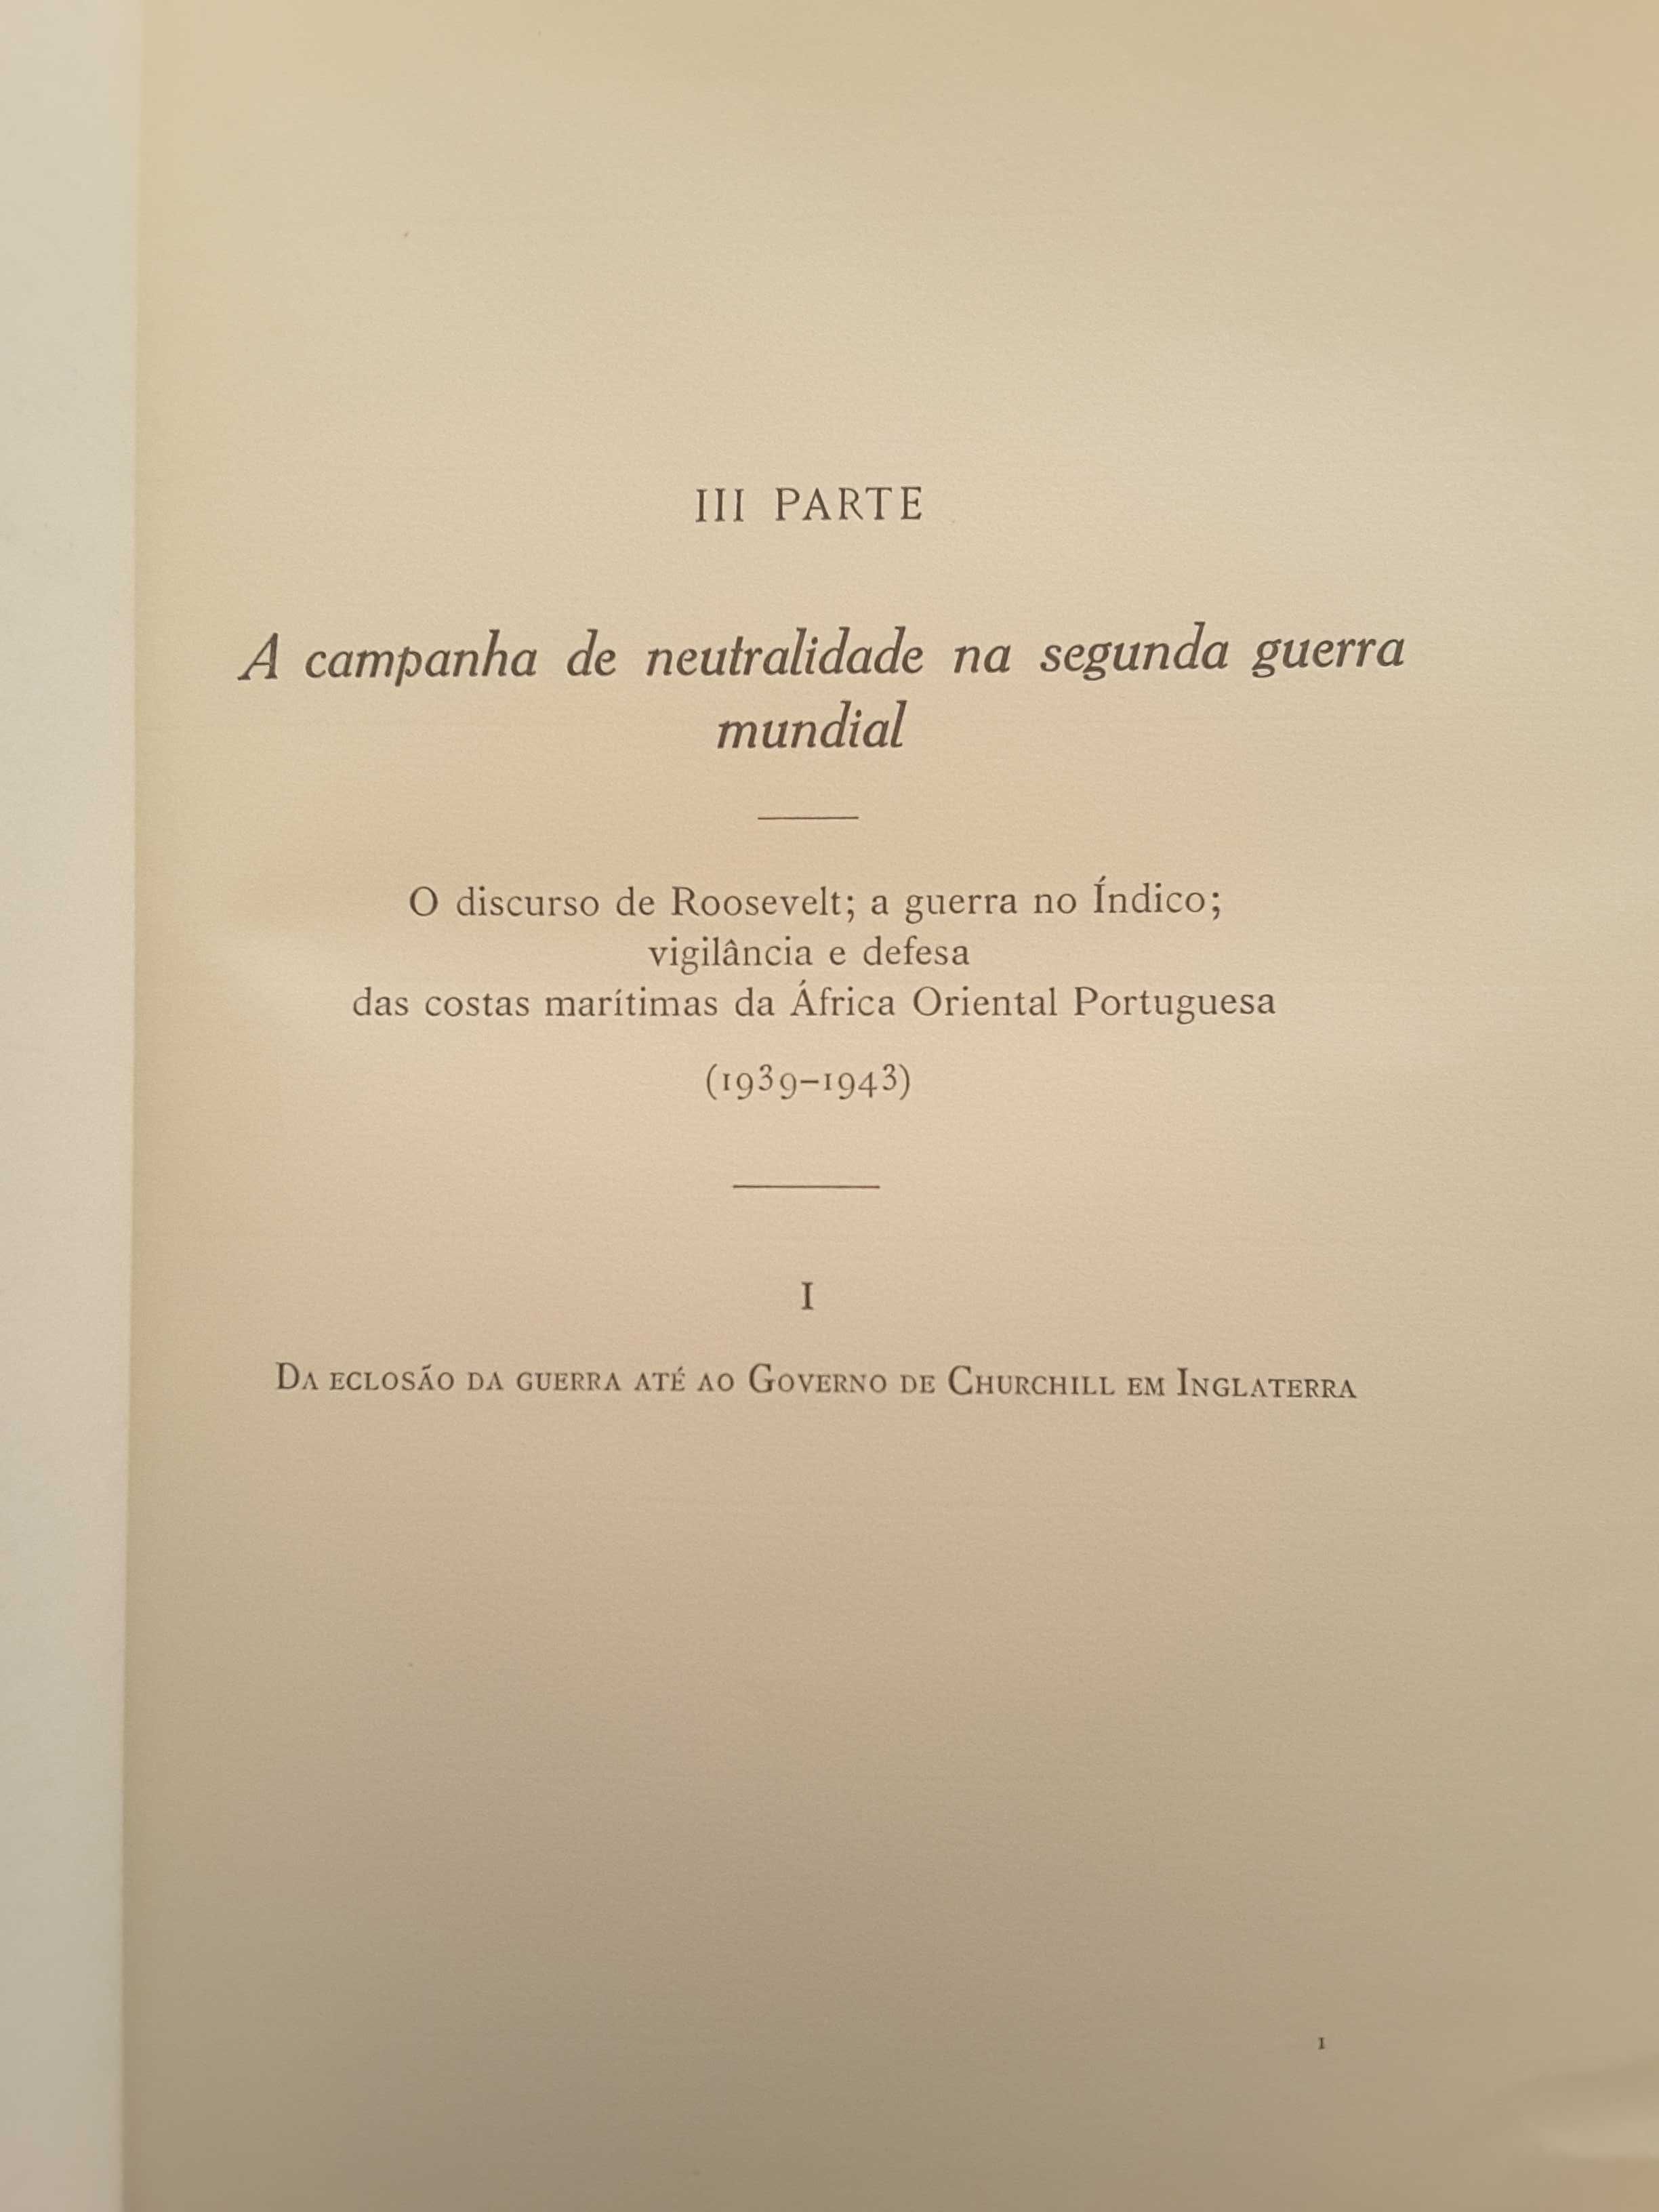 III PARTE
A campanha de neutralidade na segunda guerra
mundial
O discurso de Roosevelt; a guerra no Índico;
vigilância e defesa
das costas marítimas da África Oriental Portuguesa
(1939–1943)
I
Da eclosão da guerra até ao Governo de Churchill em Inglaterra
1